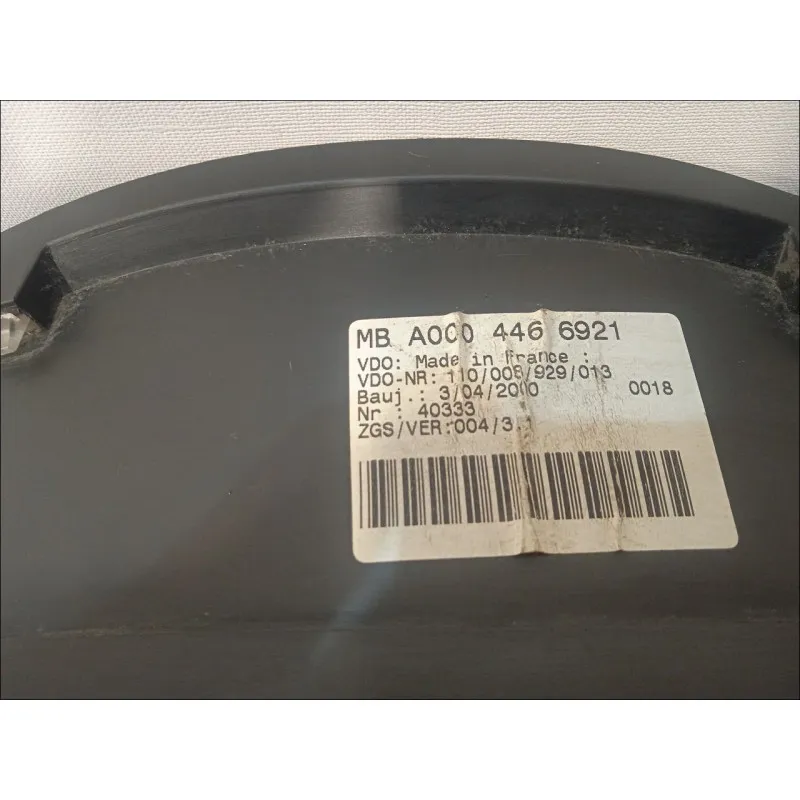 MB A000 446 6921
VDO: Made in France :
VDO-NR: 110/008/929/013
Bauj.: 3/04/2000 0018
Nr : 40333
ZGS/VER:004/3.1